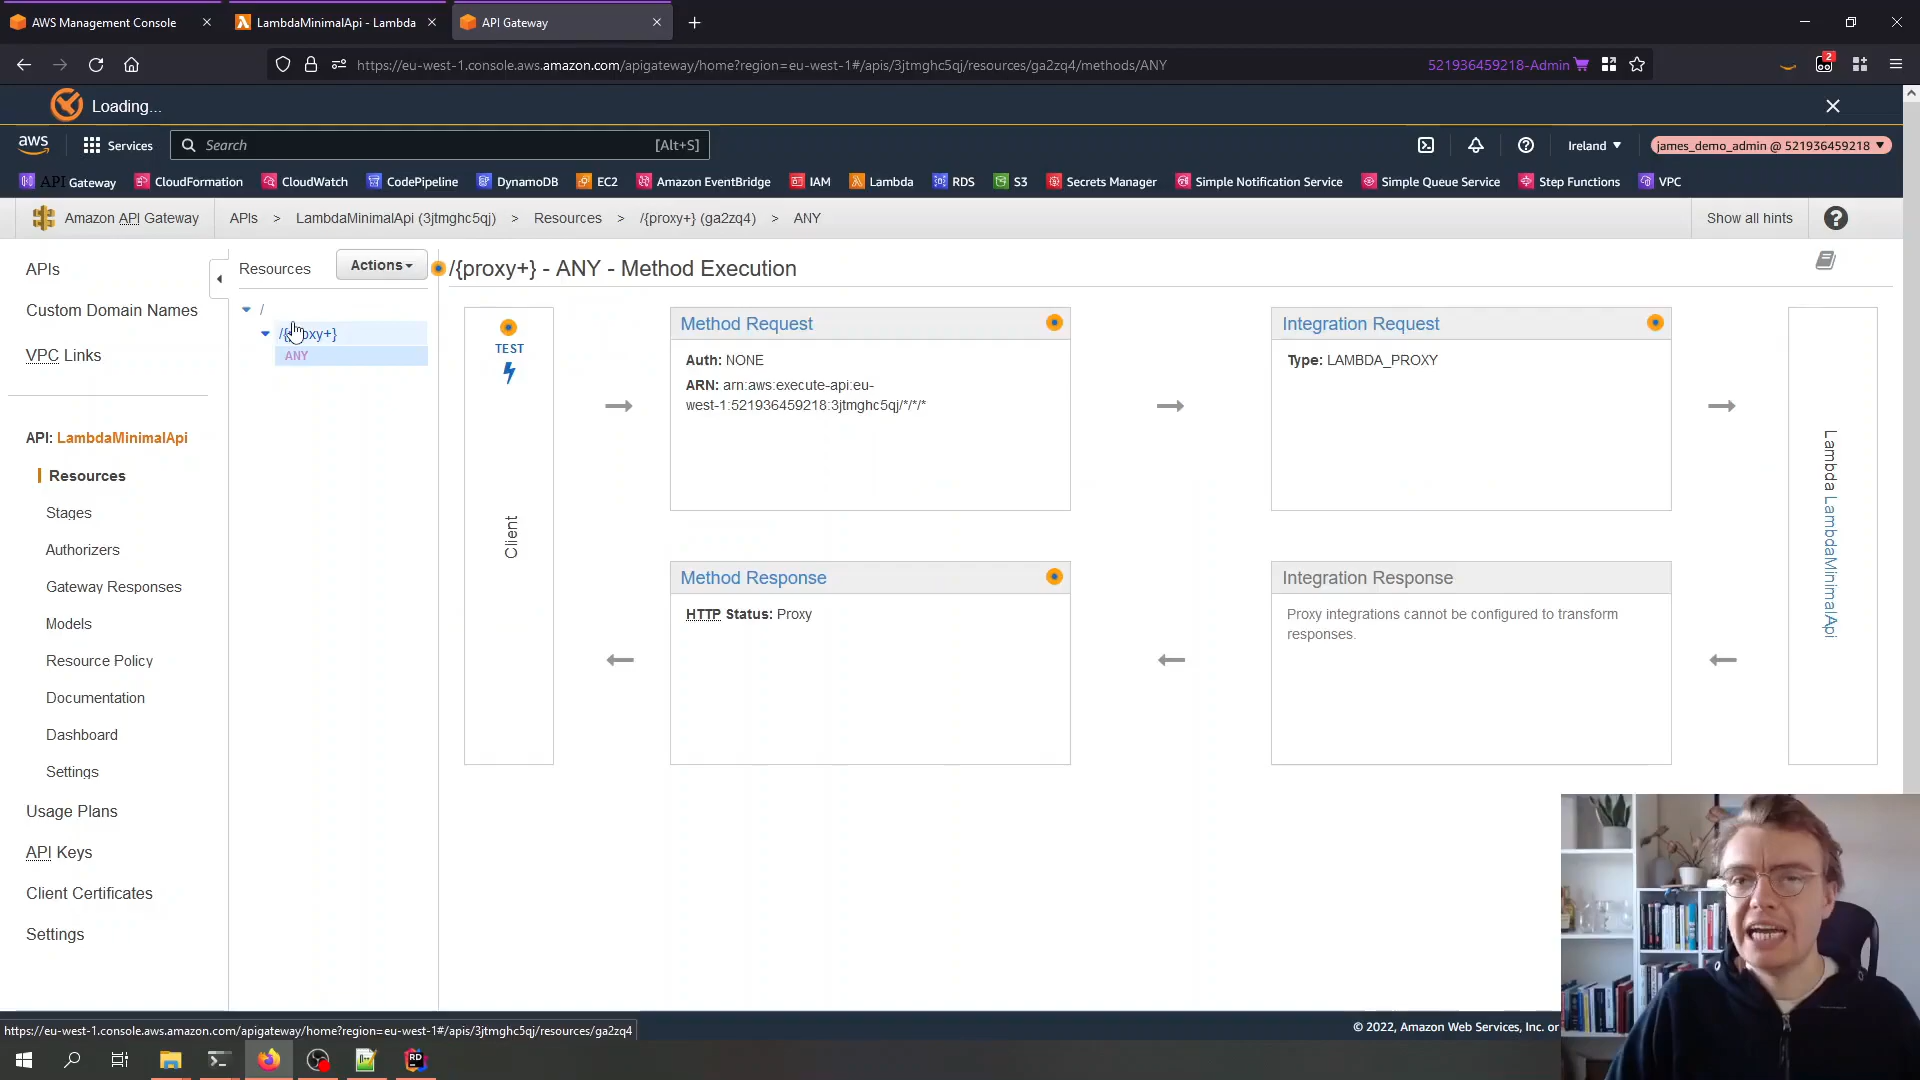 AWS Management Console
LambdaMinimalApi - Lambda
API Gateway
https://eu-west-1.console.aws.amazon.com/apigateway/home?region=eu-west-1#/apis/3jtmghc5qj/resources/ga2zq4/methods/ANY
521936459218-Admin
2
Loading...
aws
Services
Search
[Alt+S]
Ireland
james_demo_admin @ 521936459218
API Gateway
CloudFormation
CloudWatch
CodePipeline
DynamoDB
EC2
Amazon EventBridge
IAM
Lambda
RDS
S3
Secrets Manager
Simple Notification Service
Simple Queue Service
Step Functions
VPC
Amazon API Gateway
APIs > LambdaMinimalApi (3jtmghc5qj) > Resources > /{proxy+} (ga2zq4) > ANY
Show all hints
?
APIs
Custom Domain Names
VPC Links
API: LambdaMinimalApi
Resources
Stages
Authorizers
Gateway Responses
Models
Resource Policy
Documentation
Dashboard
Settings
Usage Plans
API Keys
Client Certificates
Settings
Resources
Actions
/
/{proxy+}
ANY
/{proxy+} - ANY - Method Execution
TEST
Client
Method Request
Auth: NONE
ARN: arn:aws:execute-api:eu-
west-1:521936459218:3jtmghc5qj/*/*/*
Integration Request
Type: LAMBDA_PROXY
Method Response
HTTP Status: Proxy
Integration Response
Proxy integrations cannot be configured to transform
responses.
Lambda LambdaMinimalApi
https://eu-west-1.console.aws.amazon.com/apigateway/home?region=eu-west-1#/apis/3jtmghc5qj/resources/ga2zq4
© 2022, Amazon Web Services, Inc. or
RD